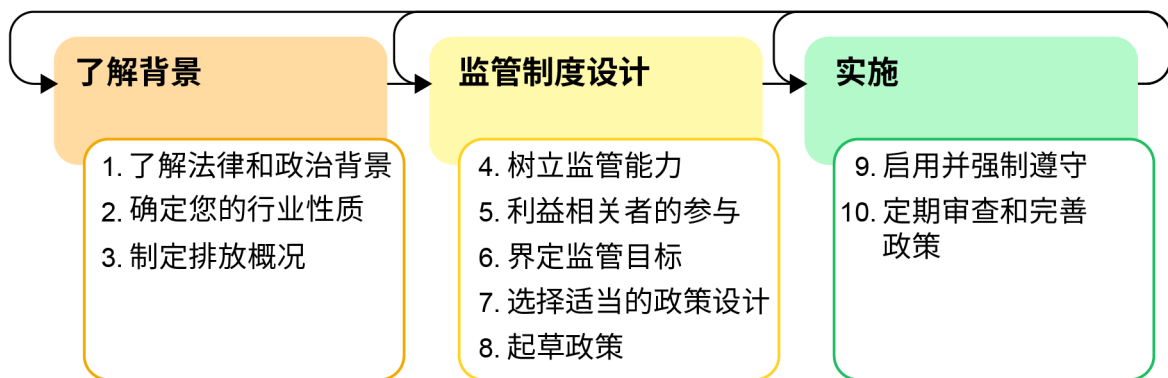 了解背景
1. 了解法律和政治背景
2. 确定您的行业性质
3. 制定排放概况
监管制度设计
4. 树立监管能力
5. 利益相关者的参与
6. 界定监管目标
7. 选择适当的政策设计
8. 起草政策
实施
9. 启用并强制遵守
10. 定期审查和完善
政策